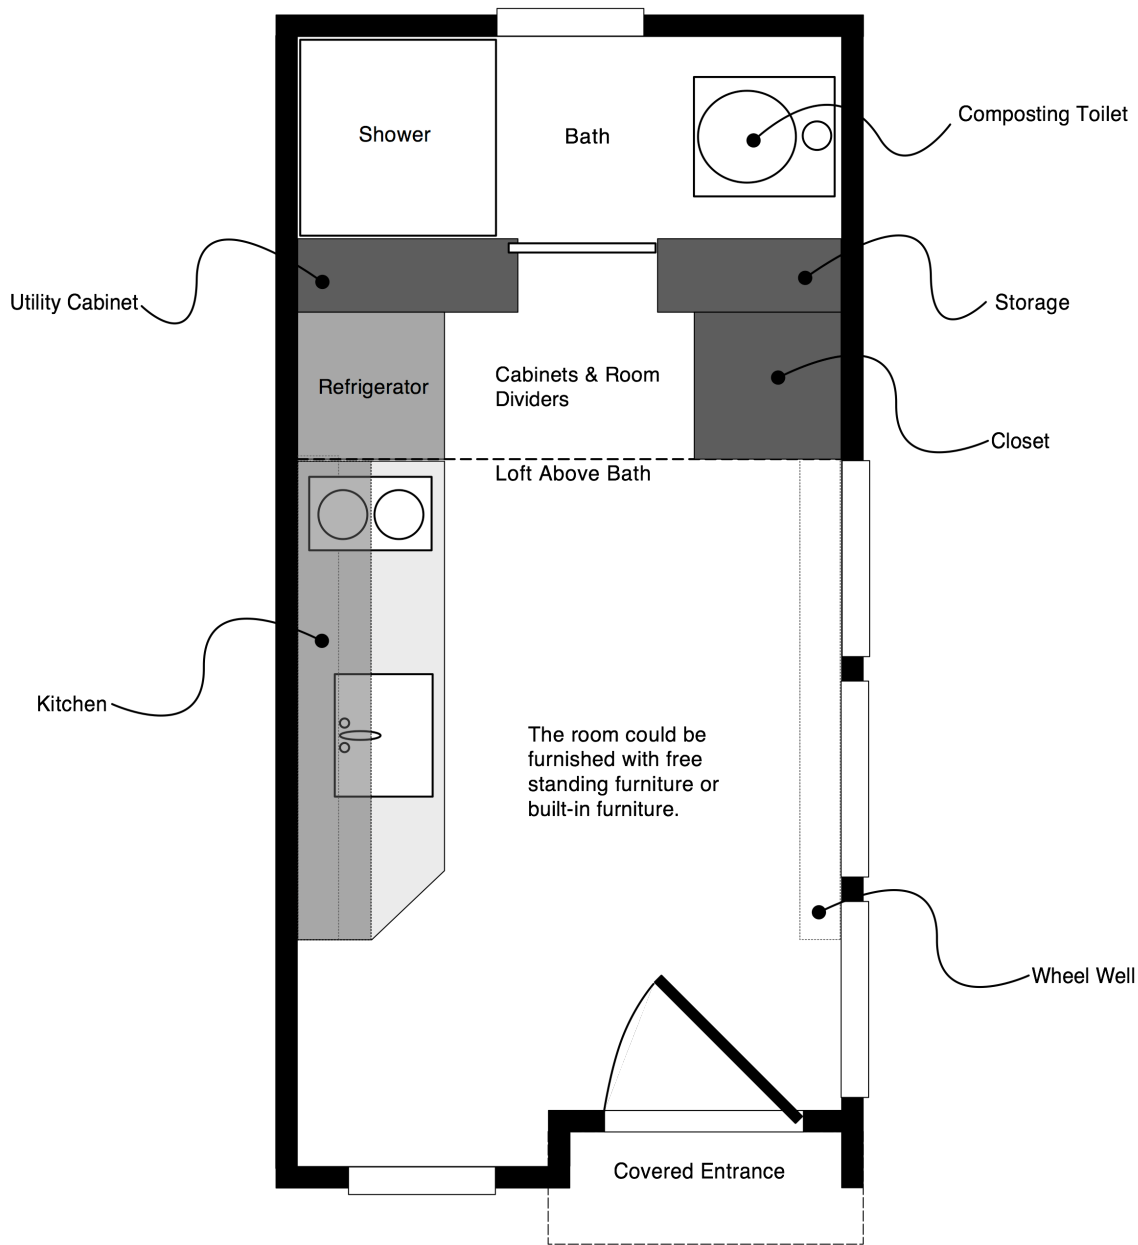 Composting Toilet
Shower
Bath
Utility Cabinet
Storage
Refrigerator
Cabinets & Room
Dividers
Closet
Loft Above Bath
Kitchen
The room could be
furnished with free
standing furniture or
built-in furniture.
Wheel Well
Covered Entrance